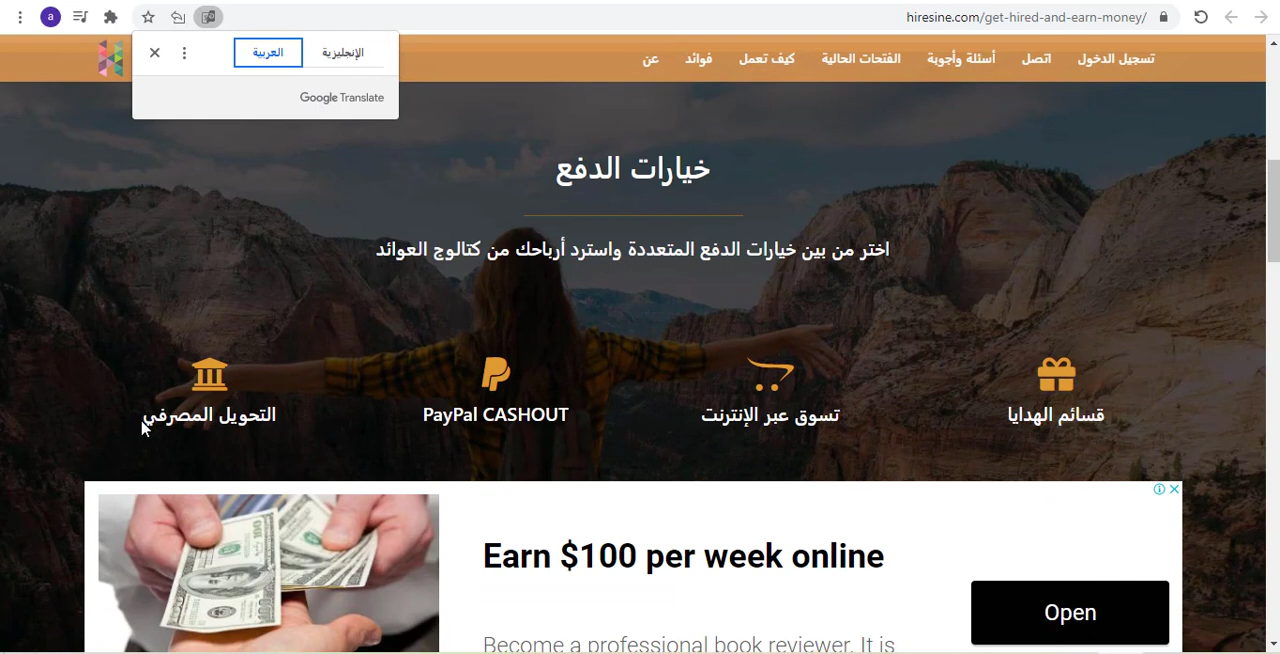 hiresine.com/get-hired-and-earn-money/
a
العربية الإنجليزية
Google Translate
تسجيل الدخول اتصل أسئلة وأجوبة الفتحات الحالية كيف تعمل فوائد عن
خيارات الدفع
اختر من بين خيارات الدفع المتعددة واسترد أرباحك من كتالوج العوائد
قسائم الهدايا
تسوق عبر الإنترنت
PayPal CASHOUT
التحويل المصرفي
Earn $100 per week online
Open
Become a professional book reviewer. It is